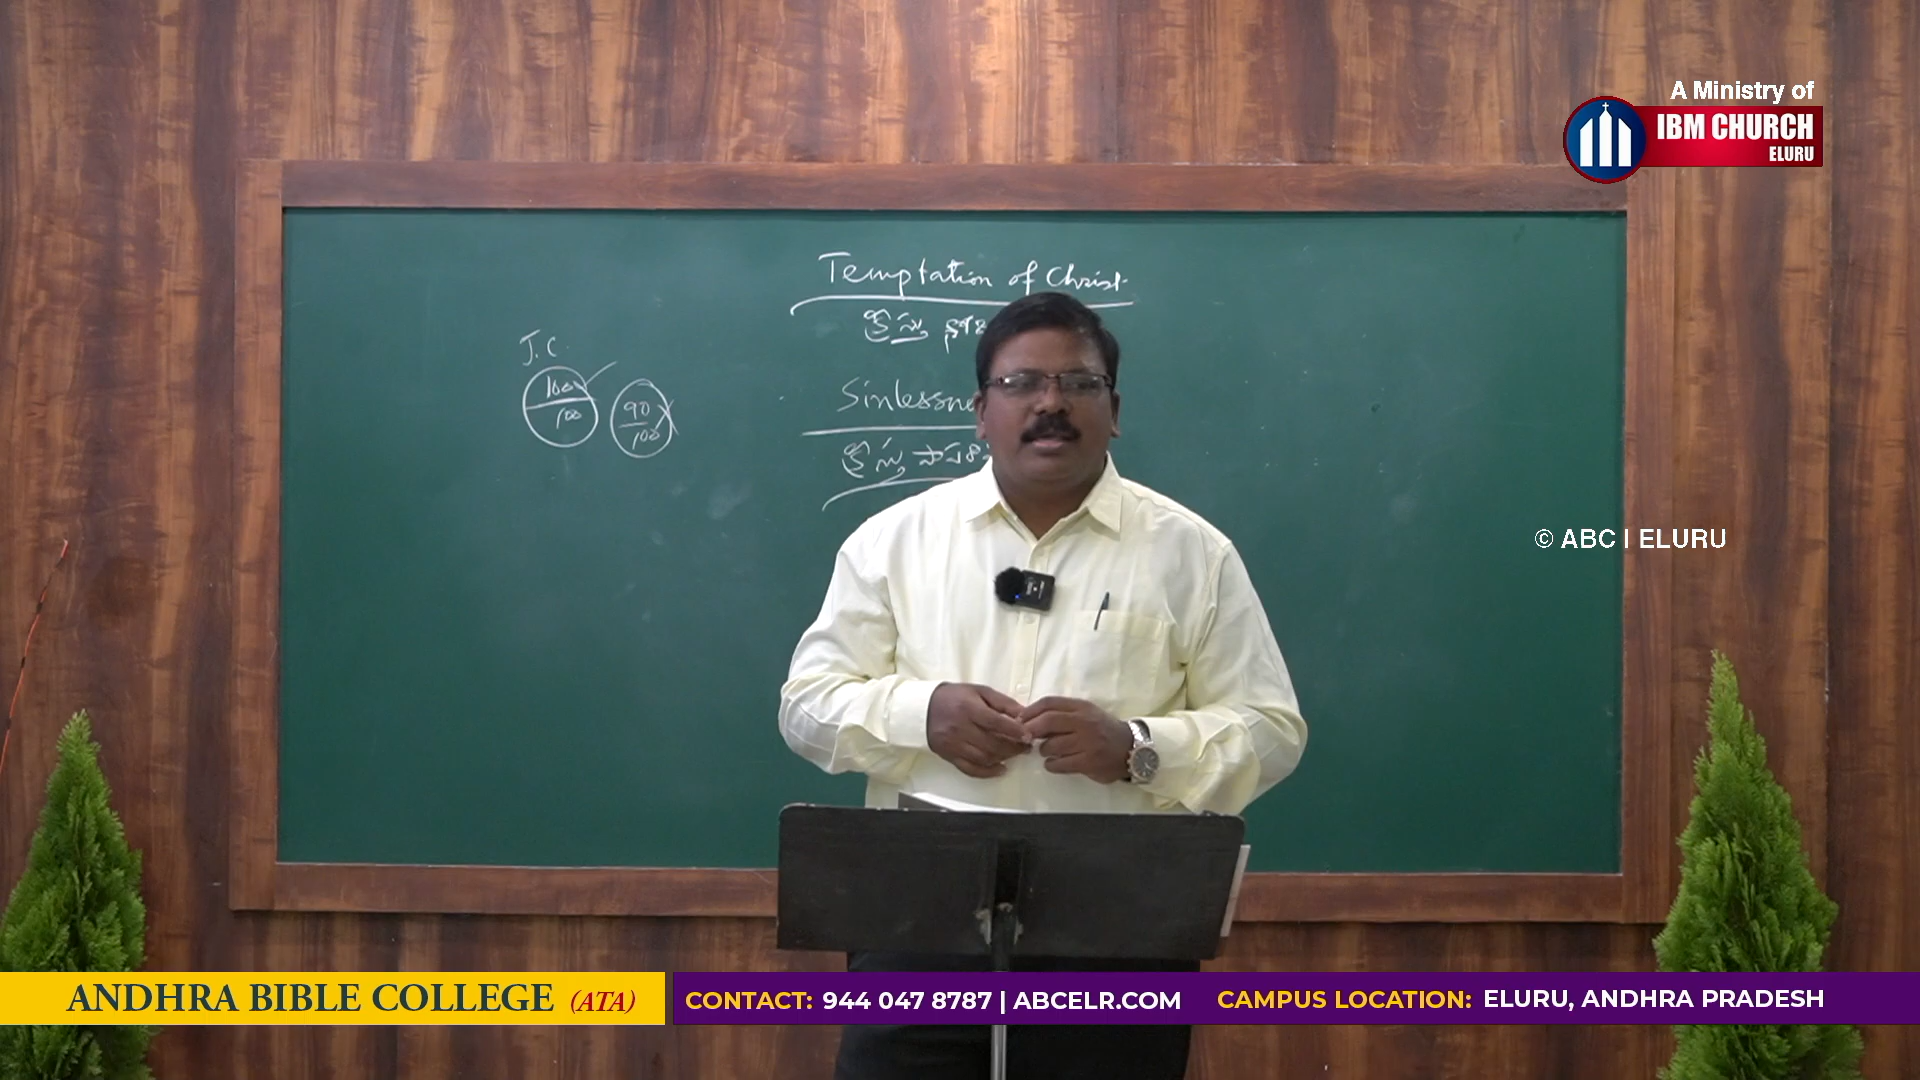 A Ministry of
IBM CHURCH
ELURU
Temptation of Christ
క్రీస్తు
J.C.
100
100
90
100
క్రీస్తు
© ABC | ELURU
ANDHRA BIBLE COLLEGE (ATA)
CONTACT: 944 047 8787 | ABCELR.COM
CAMPUS LOCATION: ELURU, ANDHRA PRADESH